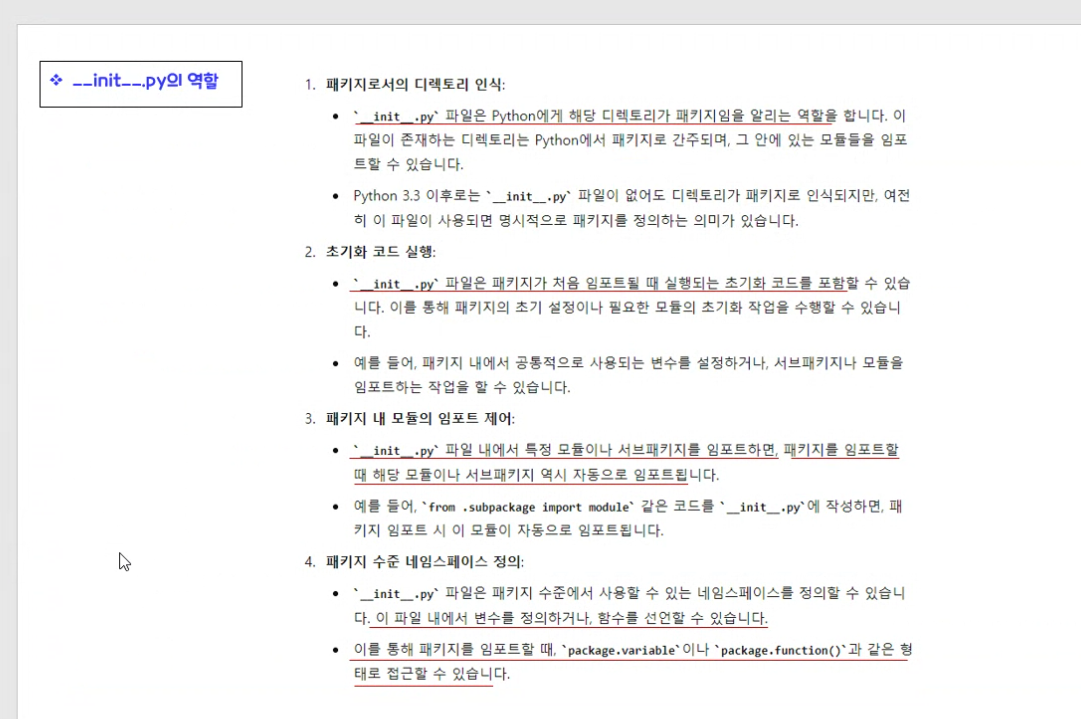 ❖ __init__.py의 역할
1. 패키지로서의 디렉토리 인식:
• `__init__.py` 파일은 Python에게 해당 디렉토리가 패키지임을 알리는 역할을 합니다. 이
파일이 존재하는 디렉토리는 Python에서 패키지로 간주되며, 그 안에 있는 모듈들을 임포
트할 수 있습니다.
• Python 3.3 이후로는 `__init__.py` 파일이 없어도 디렉토리가 패키지로 인식되지만, 여전
히 이 파일이 사용되면 명시적으로 패키지를 정의하는 의미가 있습니다.
2. 초기화 코드 실행:
• `__init__.py` 파일은 패키지가 처음 임포트될 때 실행되는 초기화 코드를 포함할 수 있습
니다. 이를 통해 패키지의 초기 설정이나 필요한 모듈의 초기화 작업을 수행할 수 있습니
다.
• 예를 들어, 패키지 내에서 공통적으로 사용되는 변수를 설정하거나, 서브패키지나 모듈을
임포트하는 작업을 할 수 있습니다.
3. 패키지 내 모듈의 임포트 제어:
• `__init__.py` 파일 내에서 특정 모듈이나 서브패키지를 임포트하면, 패키지를 임포트할
때 해당 모듈이나 서브패키지 역시 자동으로 임포트됩니다.
• 예를 들어, `from .subpackage import module` 같은 코드를 `__init__.py`에 작성하면, 패
키지 임포트 시 이 모듈이 자동으로 임포트됩니다.
4. 패키지 수준 네임스페이스 정의:
• `__init__.py` 파일은 패키지 수준에서 사용할 수 있는 네임스페이스를 정의할 수 있습니
다. 이 파일 내에서 변수를 정의하거나, 함수를 선언할 수 있습니다.
• 이를 통해 패키지를 임포트할 때, `package.variable`이나 `package.function()`과 같은 형
태로 접근할 수 있습니다.